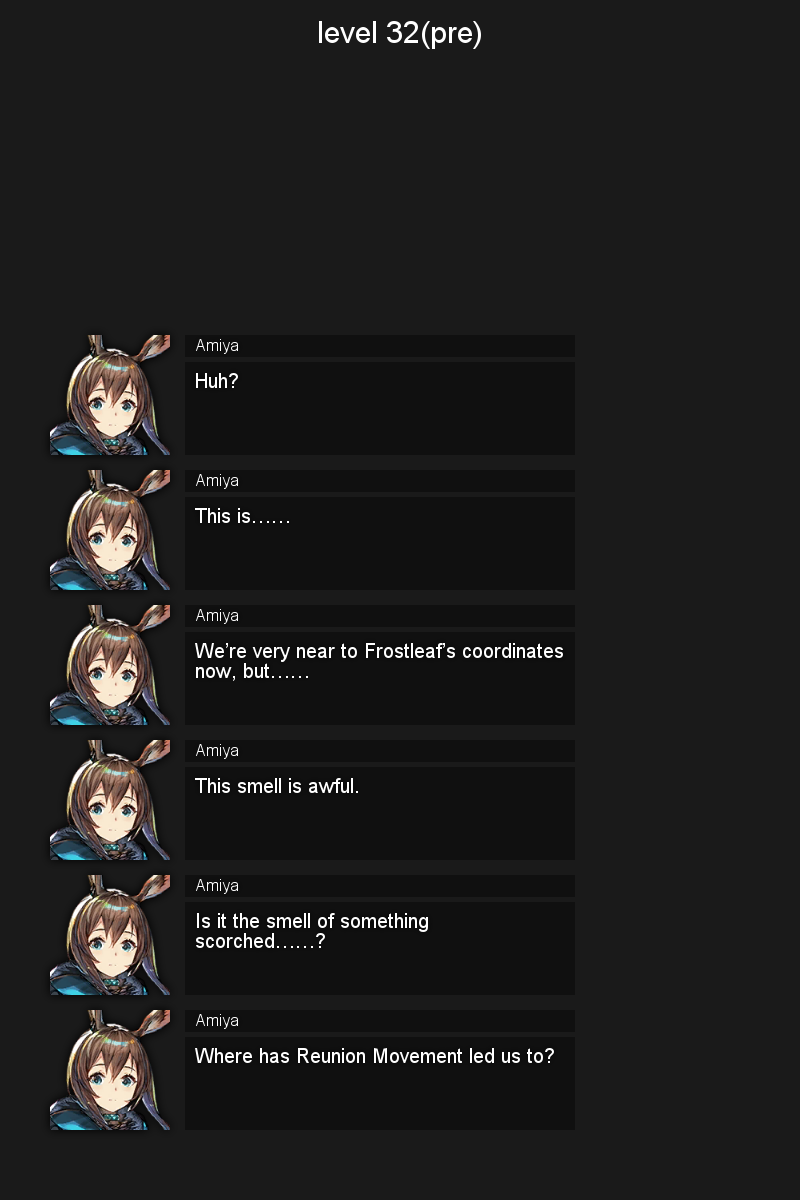 level 32(pre)
Amiya
Huh?
Amiya
This is……
Amiya
We’re very near to Frostleaf’s coordinates
now, but……
Amiya
This smell is awful.
Amiya
Is it the smell of something
scorched……?
Amiya
Where has Reunion Movement led us to?